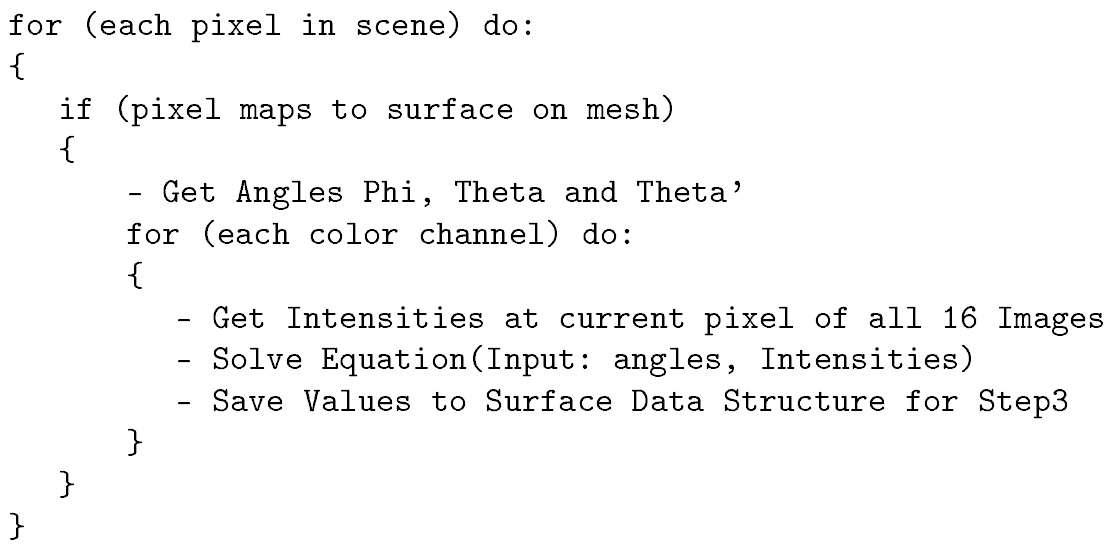 for (each pixel in scene) do:
{
if (pixel maps to surface on mesh)
{
- Get Angles Phi, Theta and Theta’
for (each color channel) do:
{
- Get Intensities at current pixel of all 16 Images
- Solve Equation(Input: angles, Intensities)
- Save Values to Surface Data Structure for Step3
}
}
}